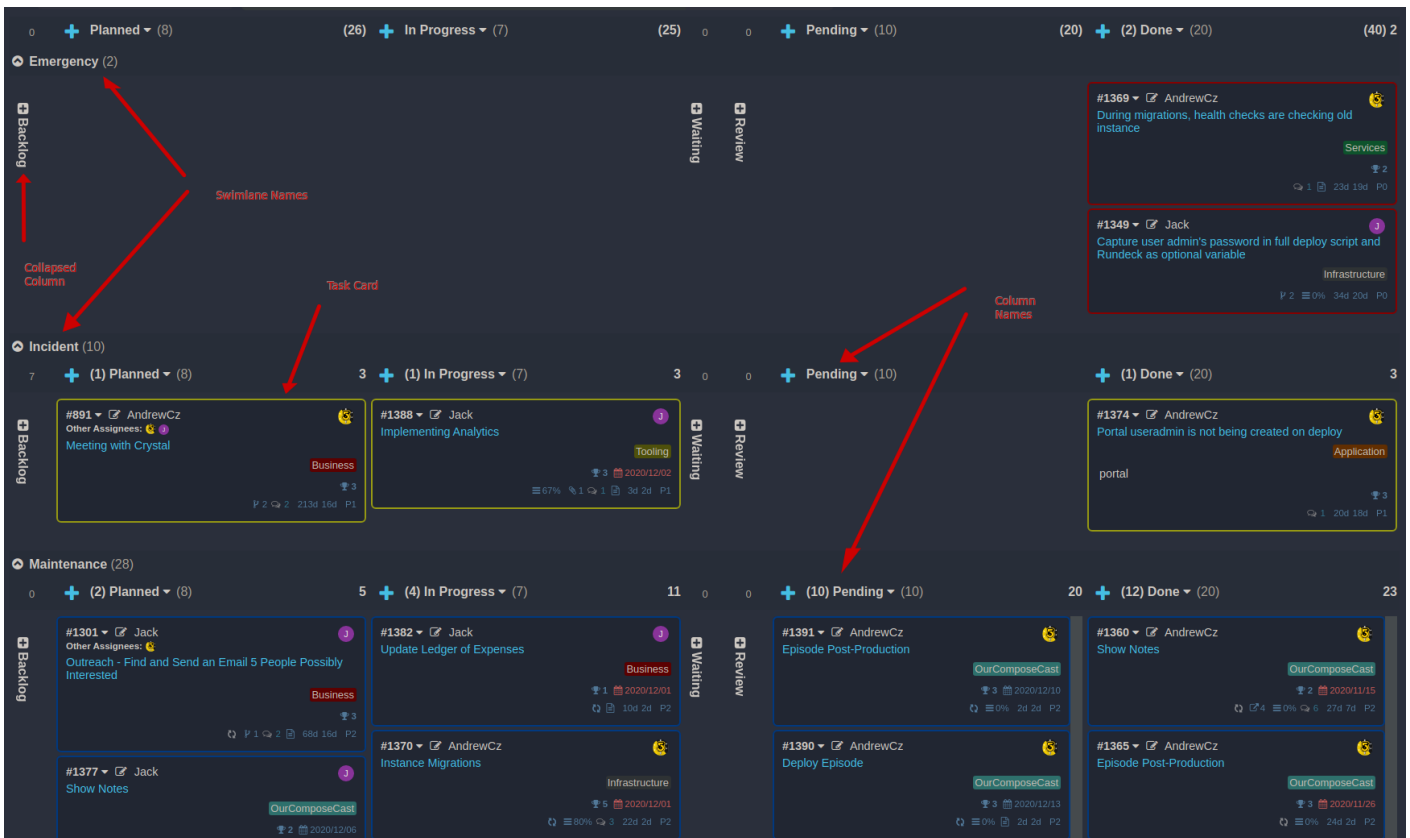 0 Planned (8) (26) In Progress (7) (25) 0 0 Pending (10) (20) (2) Done (20) (40) 2
Emergency (2)
Backlog
Waiting
Review
#1369 AndrewCz
During migrations, health checks are checking old
instance
Services
2
1 23d 19d P0
#1349 Jack
J
Capture user admin's password in full deploy script and
Rundeck as optional variable
Infrastructure
2 0% 34d 20d P0
Swimlane Names
Collapsed
Column
Task Card
Column
Names
Incident (10)
7 (1) Planned (8) 3 (1) In Progress (7) 3 0 0 Pending (10) (1) Done (20) 3
Backlog
#891 AndrewCz
Other Assignees: J
Meeting with Crystal
Business
3
2 2 213d 16d P1
#1388 Jack
J
Implementing Analytics
Tooling
3 2020/12/02
67% 1 1 3d 2d P1
Waiting
Review
#1374 AndrewCz
Portal useradmin is not being created on deploy
Application
portal
3
1 20d 18d P1
Maintenance (28)
0 (2) Planned (8) 5 (4) In Progress (7) 11 0 0 (10) Pending (10) 20 (12) Done (20) 23
Backlog
#1301 Jack
J
Other Assignees:
Outreach - Find and Send an Email 5 People Possibly
Interested
Business
3
1 2 68d 16d P2
#1377 Jack
J
Show Notes
OurComposeCast
2 2020/12/06
#1382 Jack
J
Update Ledger of Expenses
Business
1 2020/12/01
10d 2d P2
#1370 AndrewCz
Instance Migrations
Infrastructure
5 2020/12/01
80% 3 22d 2d P2
Waiting
Review
#1391 AndrewCz
Episode Post-Production
OurComposeCast
3 2020/12/10
0% 2d 2d P2
#1390 AndrewCz
Deploy Episode
OurComposeCast
3 2020/12/13
0% 2d 2d P2
#1360 AndrewCz
Show Notes
OurComposeCast
2 2020/11/15
4 0% 6 27d 7d P2
#1365 AndrewCz
Episode Post-Production
OurComposeCast
3 2020/11/26
0% 24d 2d P2